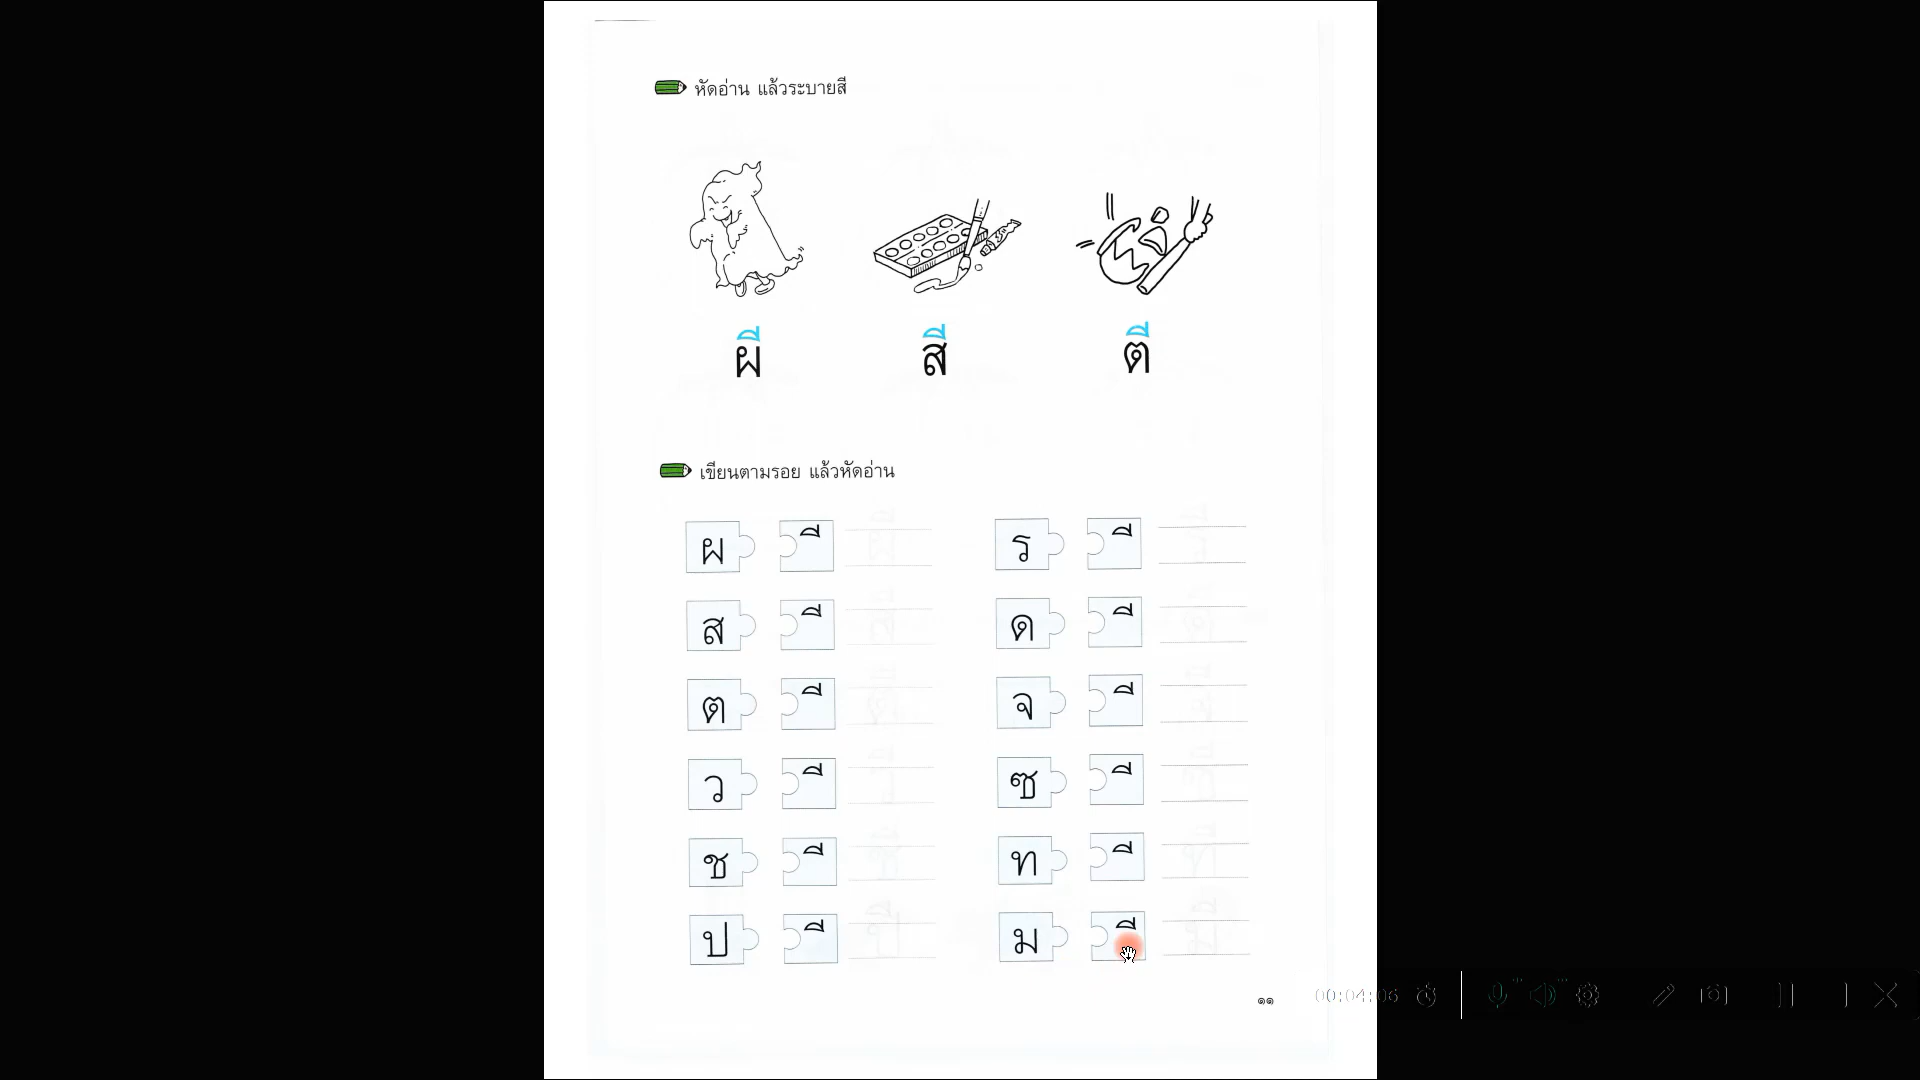 หัดอ่าน แล้วระบายสี
ผี สี ตี
เขียนตามรอย แล้วหัดอ่าน
ผ ี ร ี
ส ี ด ี
ต ี จ ี
ว ี ซ ี
ช ี ท ี
ป ี ม ี
๑๑
00:04:06